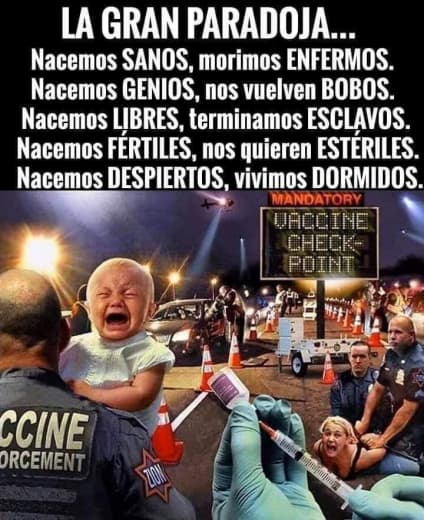 LA GRAN PARADOJA...
Nacemos SANOS, morimos ENFERMOS.
Nacemos GENIOS, nos vuelven BOBOS.
Nacemos LIBRES, terminamos ESCLAVOS.
Nacemos FÉRTILES, nos quieren ESTÉRILES.
Nacemos DESPIERTOS, vivimos DORMIDOS.
MANDATORY
VACCINE
CHECK-
POINT
CCINE
ORCEMENT
ZION